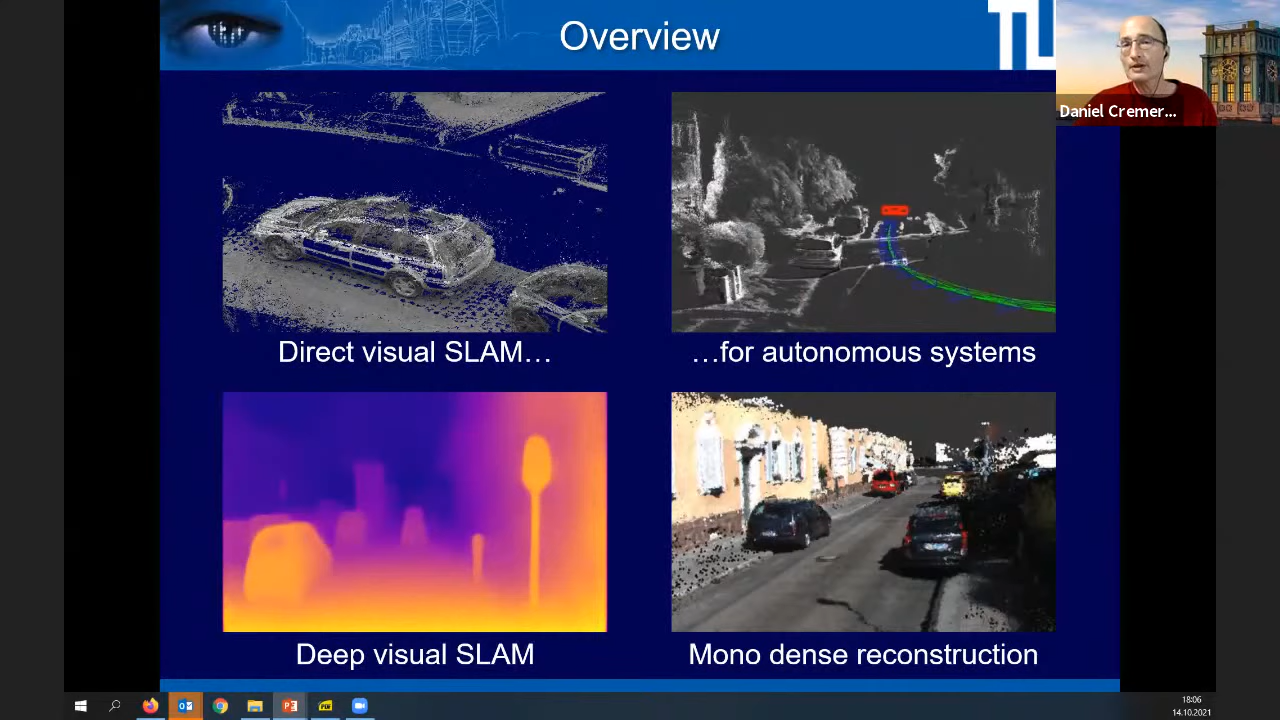 Overview
TU
Daniel Cremer...
Direct visual SLAM…
…for autonomous systems
Deep visual SLAM
Mono dense reconstruction
18:06
14.10.2021